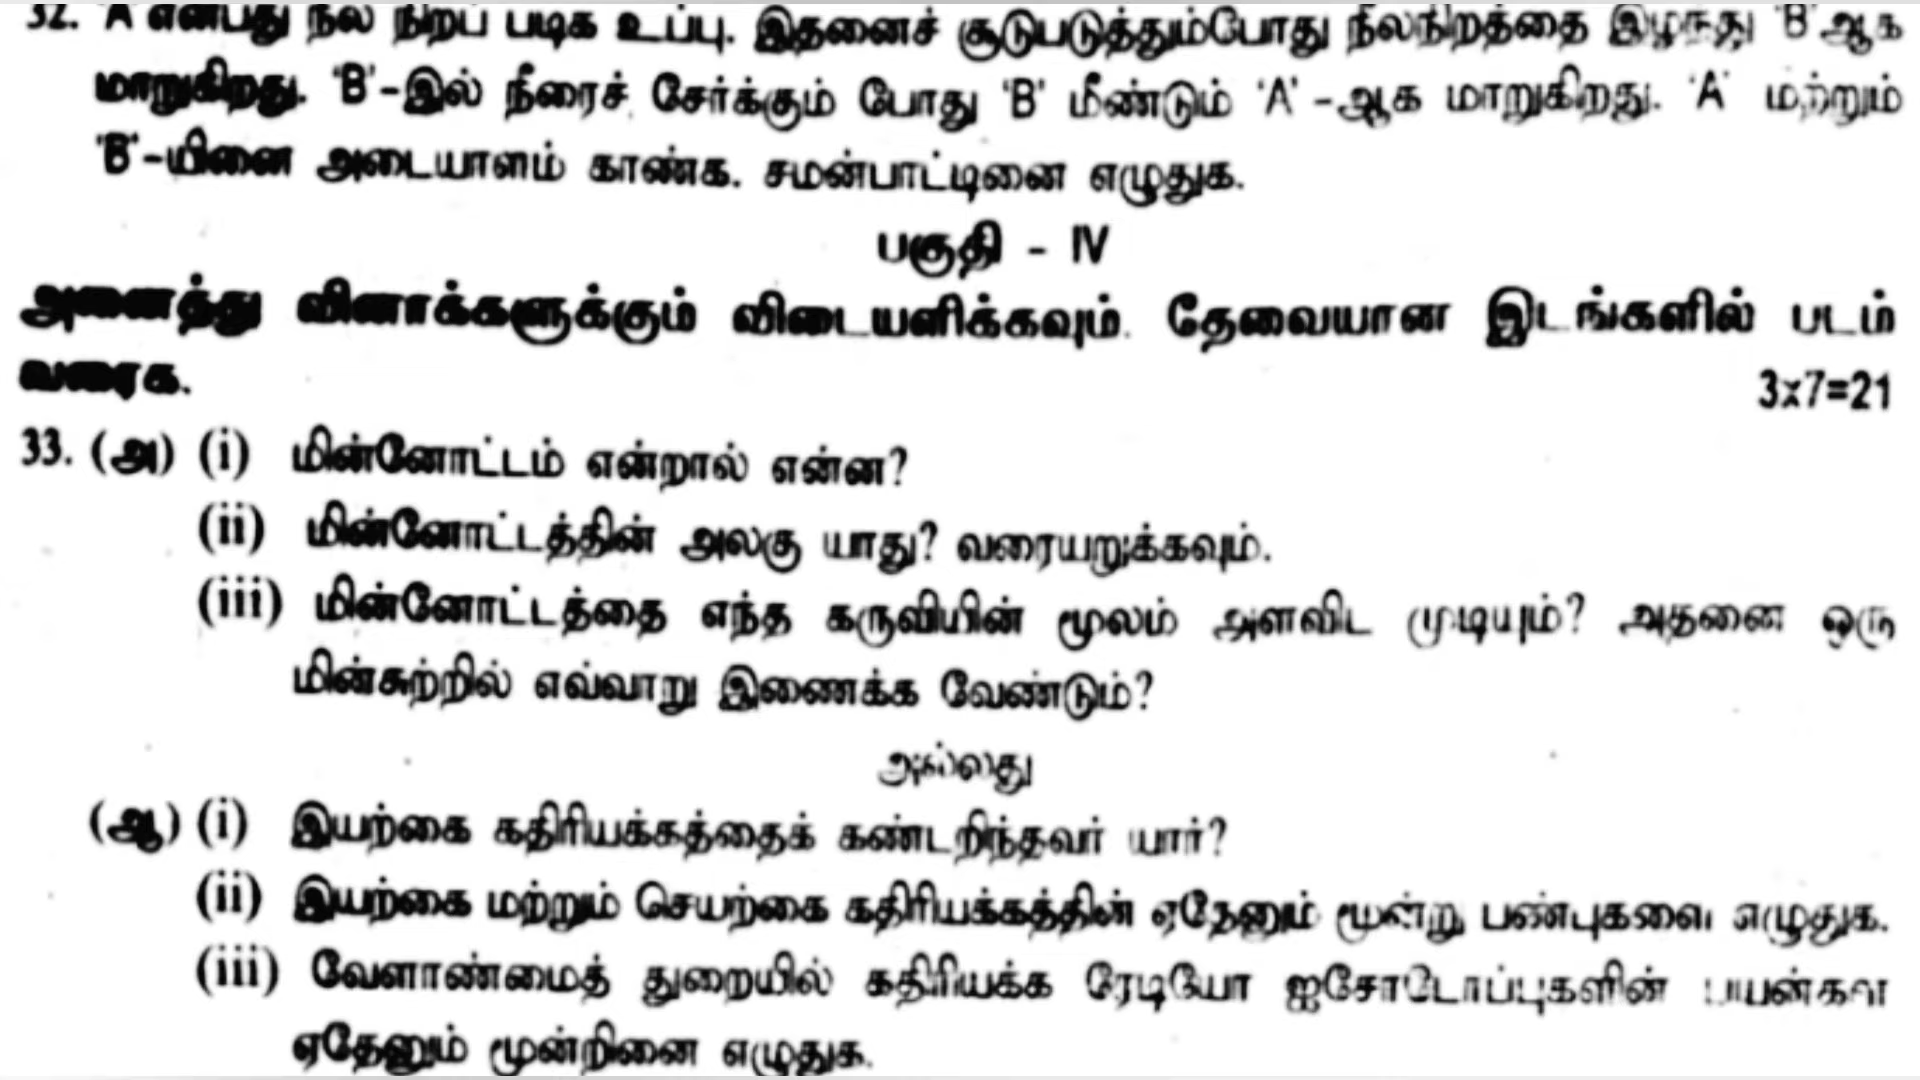 32. 'A' என்பது நீல நிறப் படிக உப்பு. இதனைச் சூடுபடுத்தும்போது நீலநிறத்தை இழந்து 'B' ஆக
மாறுகிறது. 'B'-இல் நீரைச் சேர்க்கும் போது 'B' மீண்டும் 'A' -ஆக மாறுகிறது. 'A' மற்றும்
'B'-யினை அடையாளம் காண்க. சமன்பாட்டினை எழுதுக.
பகுதி - IV
அனைத்து வினாக்களுக்கும் விடையளிக்கவும். தேவையான இடங்களில் படம்
வரைக. 3x7=21
33. (அ) (i) மின்னோட்டம் என்றால் என்ன?
(ii) மின்னோட்டத்தின் அலகு யாது? வரையறுக்கவும்.
(iii) மின்னோட்டத்தை எந்த கருவியின் மூலம் அளவிட முடியும்? அதனை ஒரு
மின்சுற்றில் எவ்வாறு இணைக்க வேண்டும்?
அல்லது
(ஆ) (i) இயற்கை கதிரியக்கத்தைக் கண்டறிந்தவர் யார்?
(ii) இயற்கை மற்றும் செயற்கை கதிரியக்கத்தின் ஏதேனும் மூன்று பண்புகளை எழுதுக.
(iii) வேளாண்மைத் துறையில் கதிரியக்க ரேடியோ ஐசோடோப்புகளின் பயன்கள்
ஏதேனும் மூன்றினை எழுதுக.